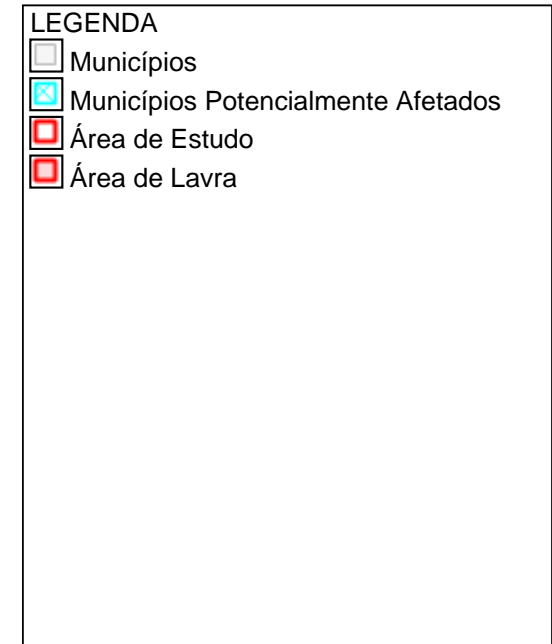 LEGENDA
Municípios
Municípios Potencialmente Afetados
Área de Estudo
Área de Lavra